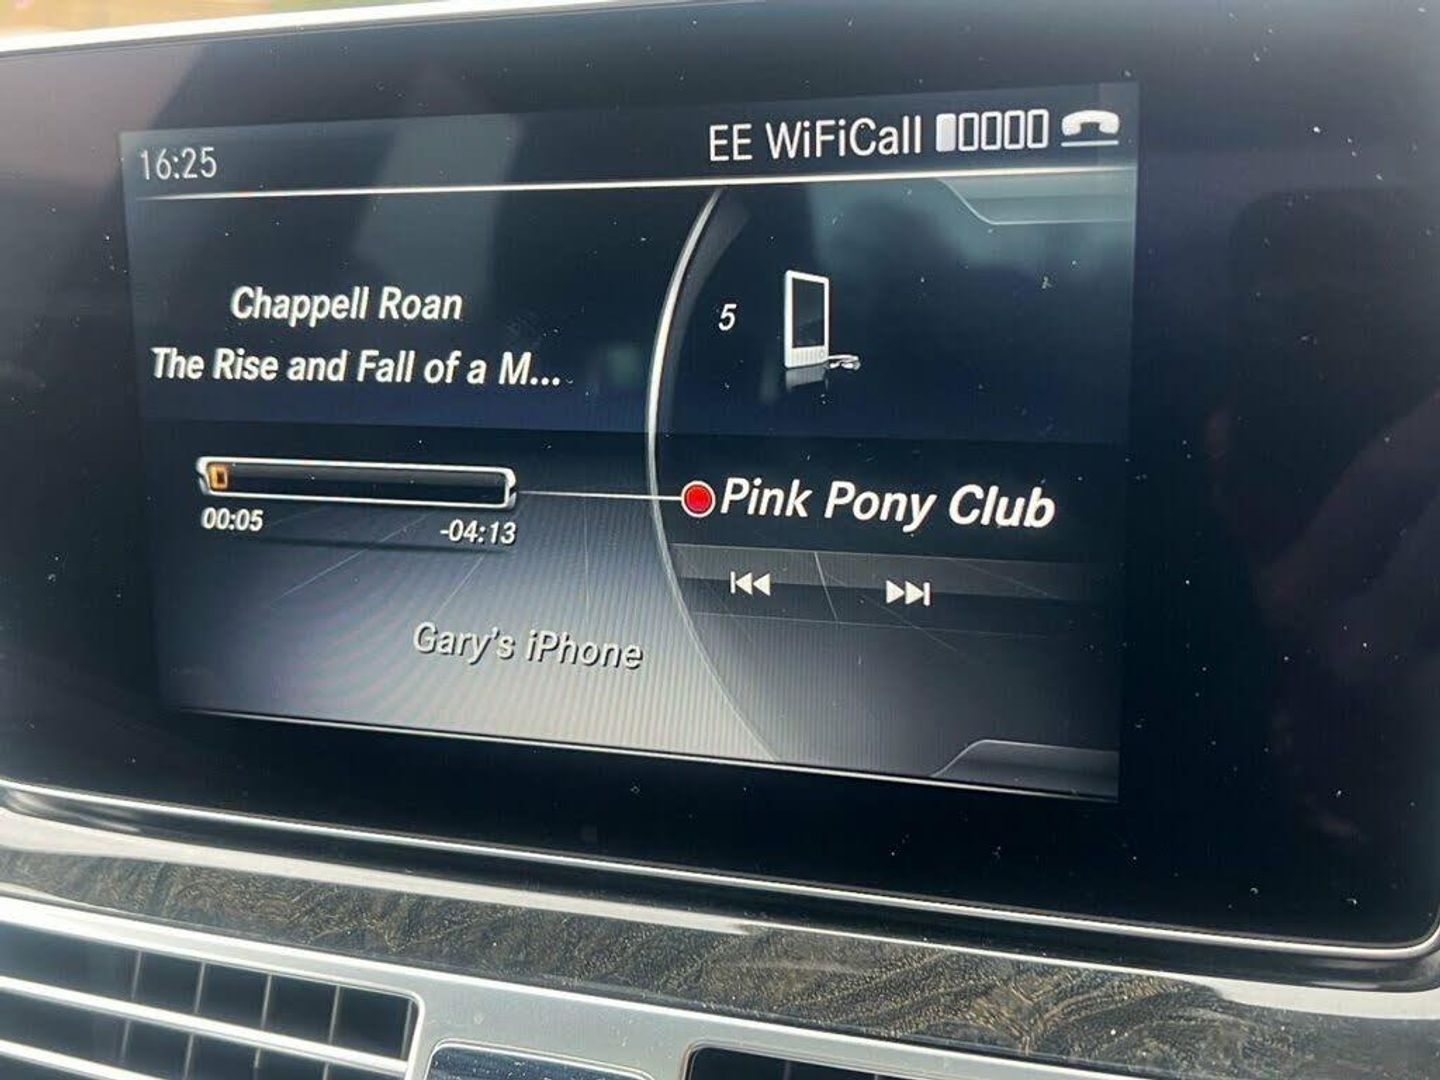 16:25
EE WiFiCall
Chappell Roan
The Rise and Fall of a M...
5
00:05
-04:13
Pink Pony Club
Gary's iPhone